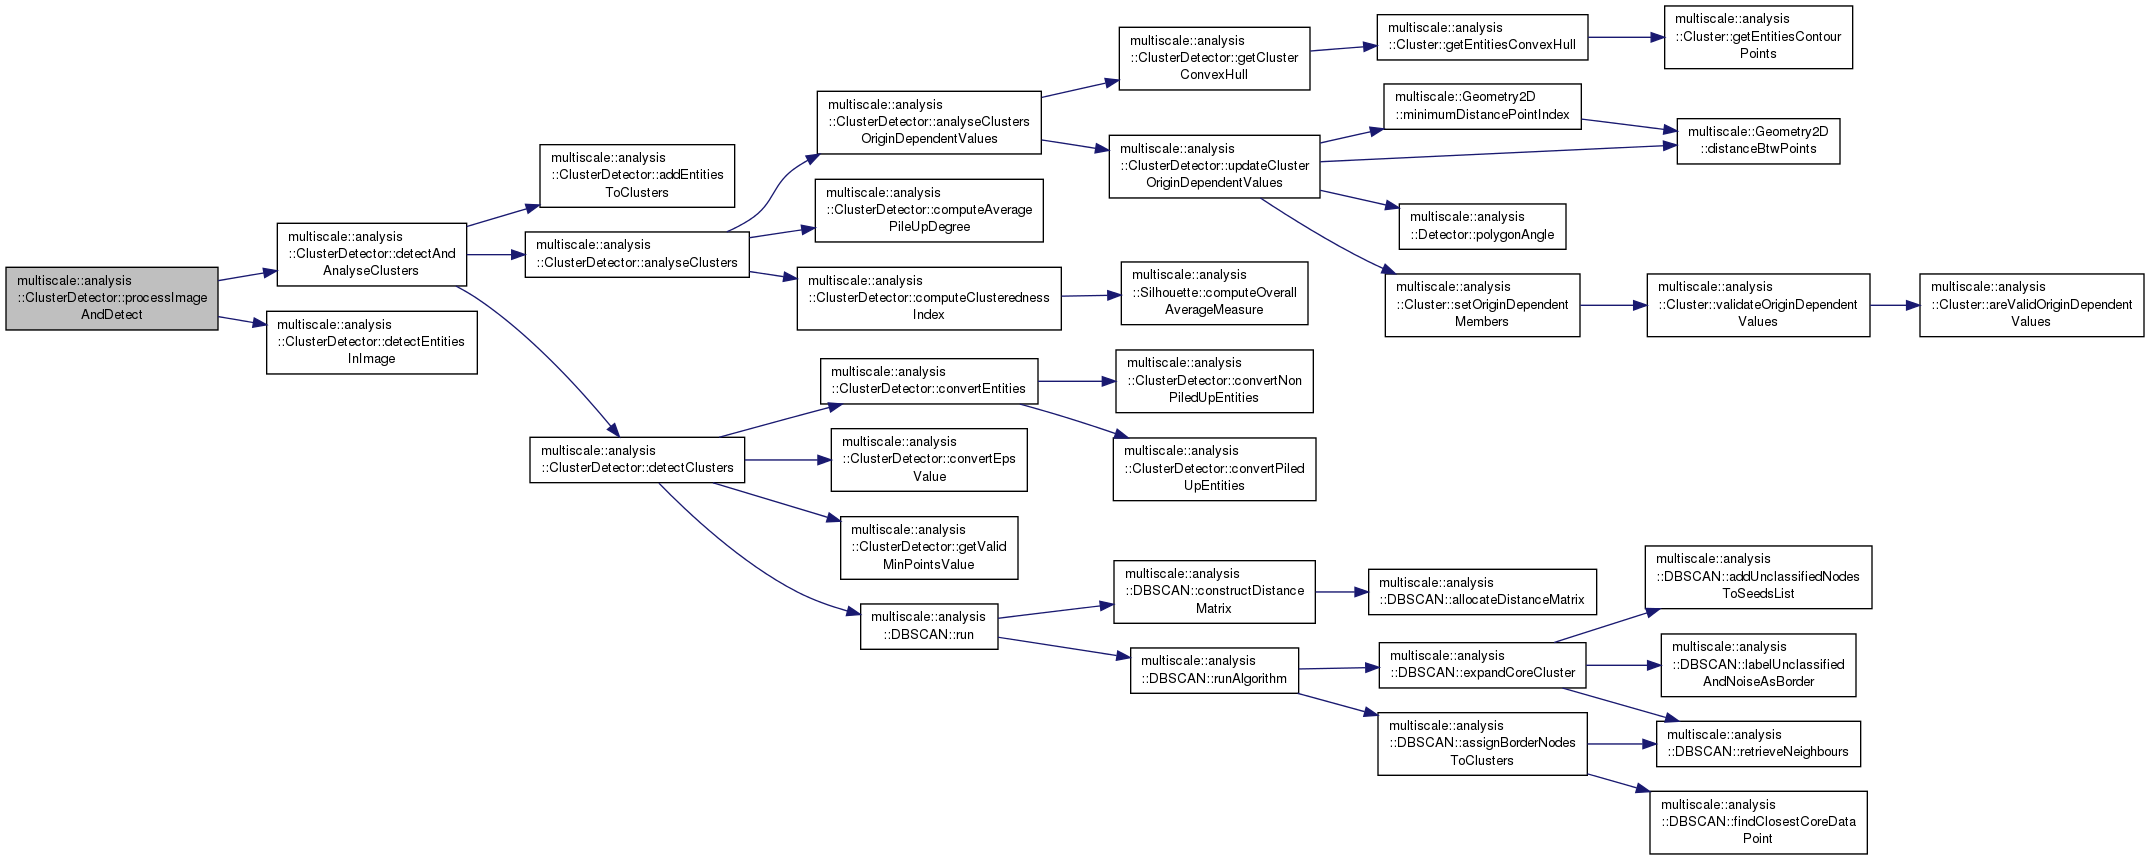 multiscale::analysis
::ClusterDetector::processImage
AndDetect
multiscale::analysis
::ClusterDetector::detectAnd
AnalyseClusters
multiscale::analysis
::ClusterDetector::detectEntities
InImage
multiscale::analysis
::ClusterDetector::addEntities
ToClusters
multiscale::analysis
::ClusterDetector::analyseClusters
multiscale::analysis
::ClusterDetector::detectClusters
multiscale::analysis
::ClusterDetector::analyseClusters
OriginDependentValues
multiscale::analysis
::ClusterDetector::computeAverage
PileUpDegree
multiscale::analysis
::ClusterDetector::computeClusteredness
Index
multiscale::analysis
::ClusterDetector::convertEntities
multiscale::analysis
::ClusterDetector::convertEps
Value
multiscale::analysis
::ClusterDetector::getValid
MinPointsValue
multiscale::analysis
::DBSCAN::run
multiscale::analysis
::ClusterDetector::getCluster
ConvexHull
multiscale::analysis
::ClusterDetector::updateCluster
OriginDependentValues
multiscale::analysis
::Silhouette::computeOverall
AverageMeasure
multiscale::analysis
::ClusterDetector::convertNon
PiledUpEntities
multiscale::analysis
::ClusterDetector::convertPiled
UpEntities
multiscale::analysis
::DBSCAN::constructDistance
Matrix
multiscale::analysis
::DBSCAN::runAlgorithm
multiscale::analysis
::Cluster::getEntitiesConvexHull
multiscale::Geometry2D
::minimumDistancePointIndex
multiscale::analysis
::Detector::polygonAngle
multiscale::analysis
::Cluster::setOriginDependent
Members
multiscale::analysis
::DBSCAN::allocateDistanceMatrix
multiscale::analysis
::DBSCAN::expandCoreCluster
multiscale::analysis
::DBSCAN::assignBorderNodes
ToClusters
multiscale::analysis
::Cluster::getEntitiesContour
Points
multiscale::Geometry2D
::distanceBtwPoints
multiscale::analysis
::Cluster::validateOriginDependent
Values
multiscale::analysis
::DBSCAN::addUnclassifiedNodes
ToSeedsList
multiscale::analysis
::DBSCAN::labelUnclassified
AndNoiseAsBorder
multiscale::analysis
::DBSCAN::retrieveNeighbours
multiscale::analysis
::DBSCAN::findClosestCoreData
Point
multiscale::analysis
::Cluster::areValidOriginDependent
Values